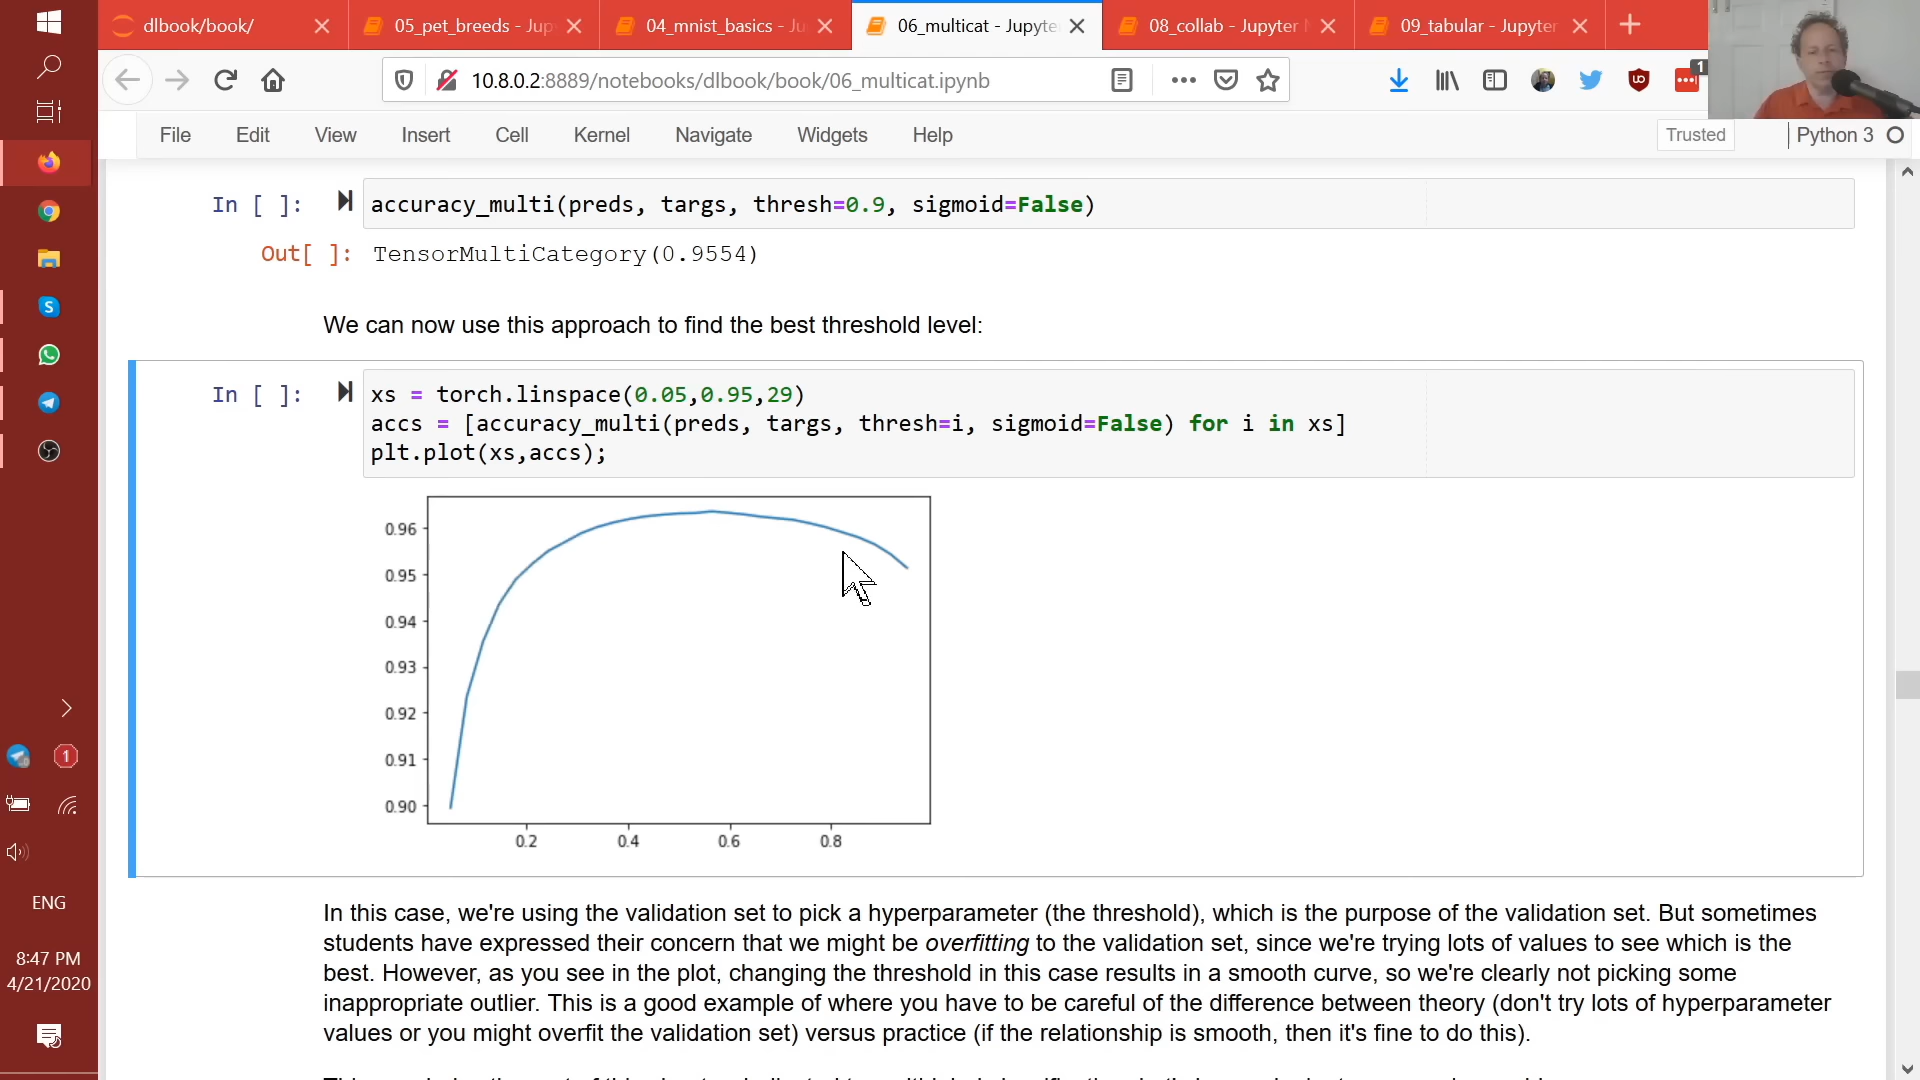 dlbook/book/
05_pet_breeds - Jup
04_mnist_basics - Ju
06_multicat - Jupyte
08_collab - Jupyter
09_tabular - Jupyter
10.8.0.2:8889/notebooks/dlbook/book/06_multicat.ipynb
1
File Edit View Insert Cell Kernel Navigate Widgets Help
Trusted
Python 3
In [ ]: accuracy_multi(preds, targs, thresh=0.9, sigmoid=False)
Out[ ]: TensorMultiCategory(0.9554)
We can now use this approach to find the best threshold level:
In [ ]: xs = torch.linspace(0.05,0.95,29)
accs = [accuracy_multi(preds, targs, thresh=i, sigmoid=False) for i in xs]
plt.plot(xs,accs);
0.96
0.95
0.94
0.93
0.92
0.91
0.90
0.2 0.4 0.6 0.8
In this case, we're using the validation set to pick a hyperparameter (the threshold), which is the purpose of the validation set. But sometimes
students have expressed their concern that we might be overfitting to the validation set, since we're trying lots of values to see which is the
best. However, as you see in the plot, changing the threshold in this case results in a smooth curve, so we're clearly not picking some
inappropriate outlier. This is a good example of where you have to be careful of the difference between theory (don't try lots of hyperparameter
values or you might overfit the validation set) versus practice (if the relationship is smooth, then it's fine to do this).
1
ENG
8:47 PM
4/21/2020